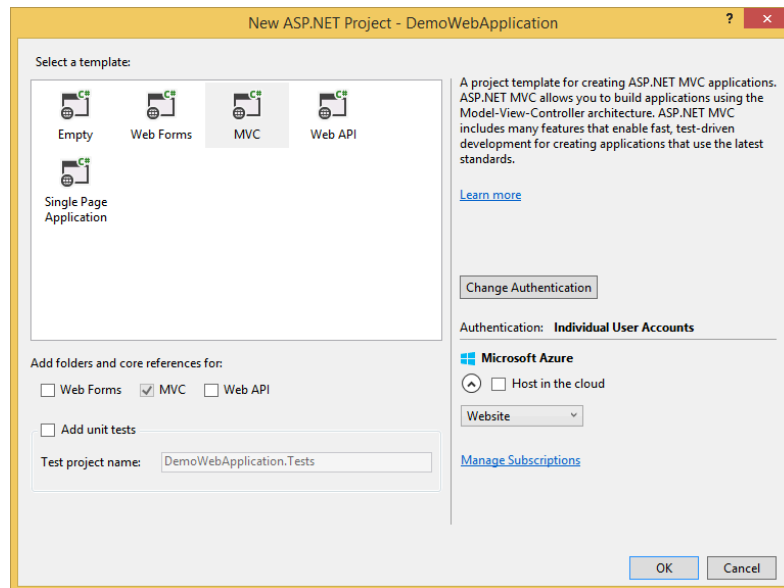 New ASP.NET Project - DemoWebApplication
?
Select a template:
C#
Empty
C#
Web Forms
C#
MVC
C#
Web API
C#
Single Page
Application
A project template for creating ASP.NET MVC applications.
ASP.NET MVC allows you to build applications using the
Model-View-Controller architecture. ASP.NET MVC
includes many features that enable fast, test-driven
development for creating applications that use the latest
standards.
Learn more
Change Authentication
Authentication: Individual User Accounts
Microsoft Azure
Host in the cloud
Website
Manage Subscriptions
Add folders and core references for:
Web Forms MVC Web API
Add unit tests
Test project name: DemoWebApplication.Tests
OK Cancel